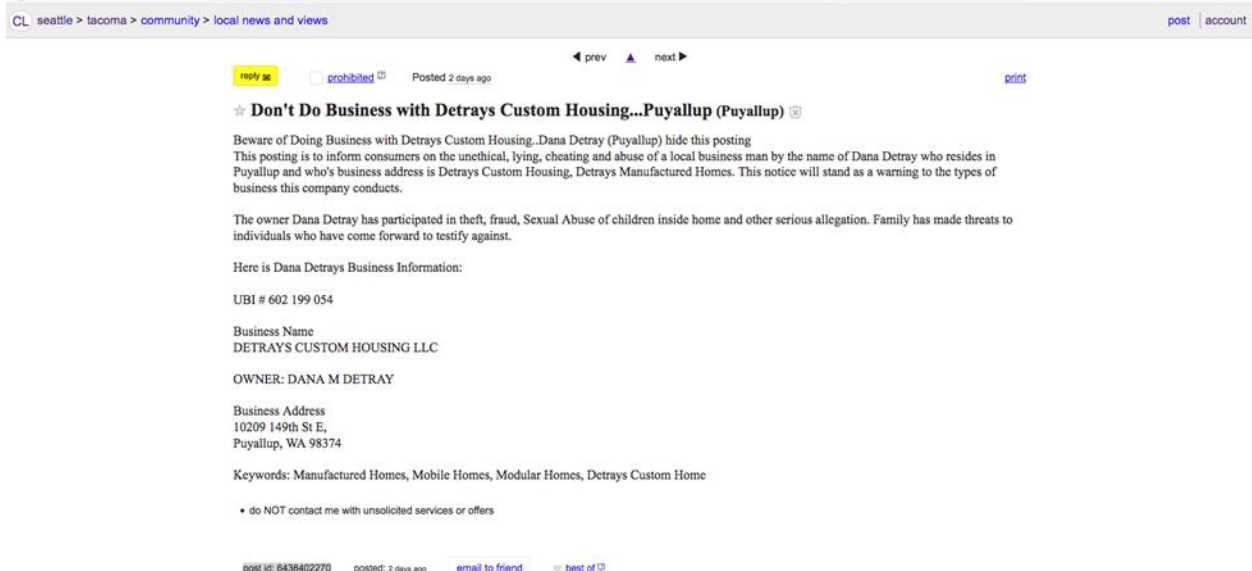 CL seattle > tacoma > community > local news and views
post account
prev next
reply prohibited [?] Posted 2 days ago print
Don't Do Business with Detrays Custom Housing...Puyallup (Puyallup)
Beware of Doing Business with Detrays Custom Housing..Dana Detray (Puyallup) hide this posting
This posting is to inform consumers on the unethical, lying, cheating and abuse of a local business man by the name of Dana Detray who resides in
Puyallup and who's business address is Detrays Custom Housing, Detrays Manufactured Homes. This notice will stand as a warning to the types of
business this company conducts.
The owner Dana Detray has participated in theft, fraud, Sexual Abuse of children inside home and other serious allegation. Family has made threats to
individuals who have come forward to testify against.
Here is Dana Detrays Business Information:
UBI # 602 199 054
Business Name
DETRAYS CUSTOM HOUSING LLC
OWNER: DANA M DETRAY
Business Address
10209 149th St E,
Puyallup, WA 98374
Keywords: Manufactured Homes, Mobile Homes, Modular Homes, Detrays Custom Home
• do NOT contact me with unsolicited services or offers
post id: 6438402270 posted: 2 days ago email to friend best of [?]